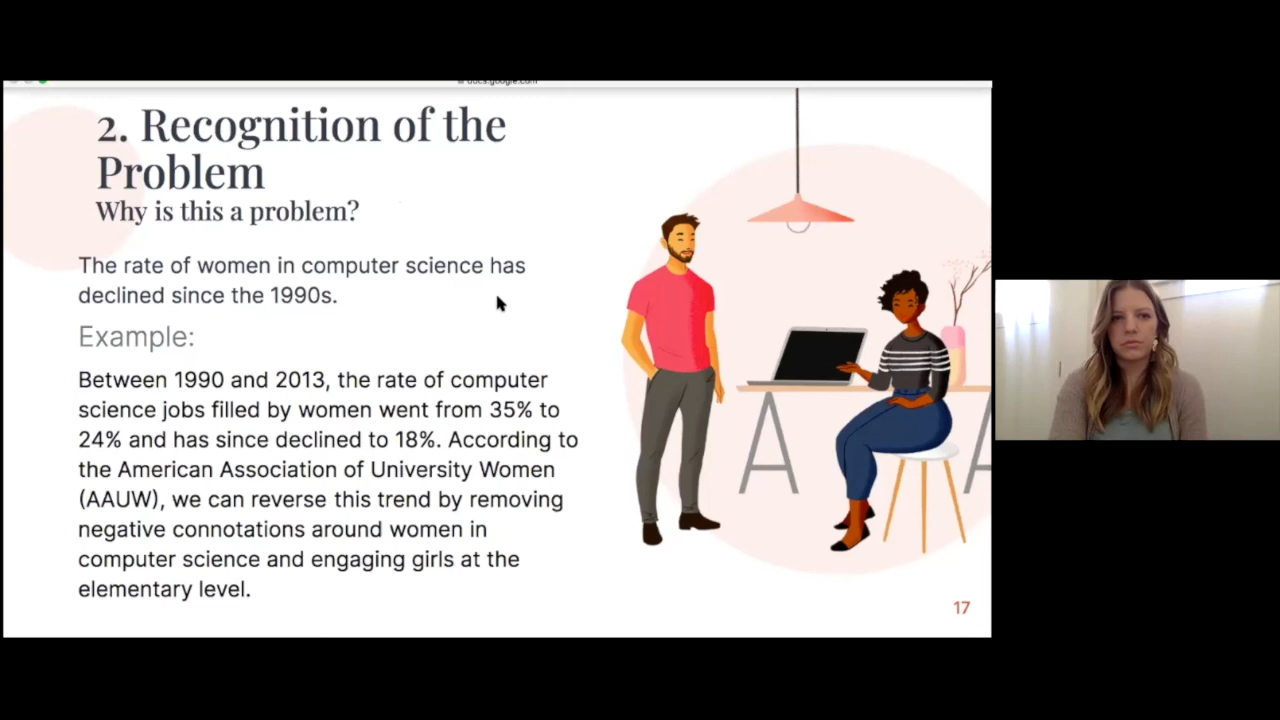 docs.google.com
2. Recognition of the
Problem
Why is this a problem?
The rate of women in computer science has
declined since the 1990s.
Example:
Between 1990 and 2013, the rate of computer
science jobs filled by women went from 35% to
24% and has since declined to 18%. According to
the American Association of University Women
(AAUW), we can reverse this trend by removing
negative connotations around women in
computer science and engaging girls at the
elementary level.
17